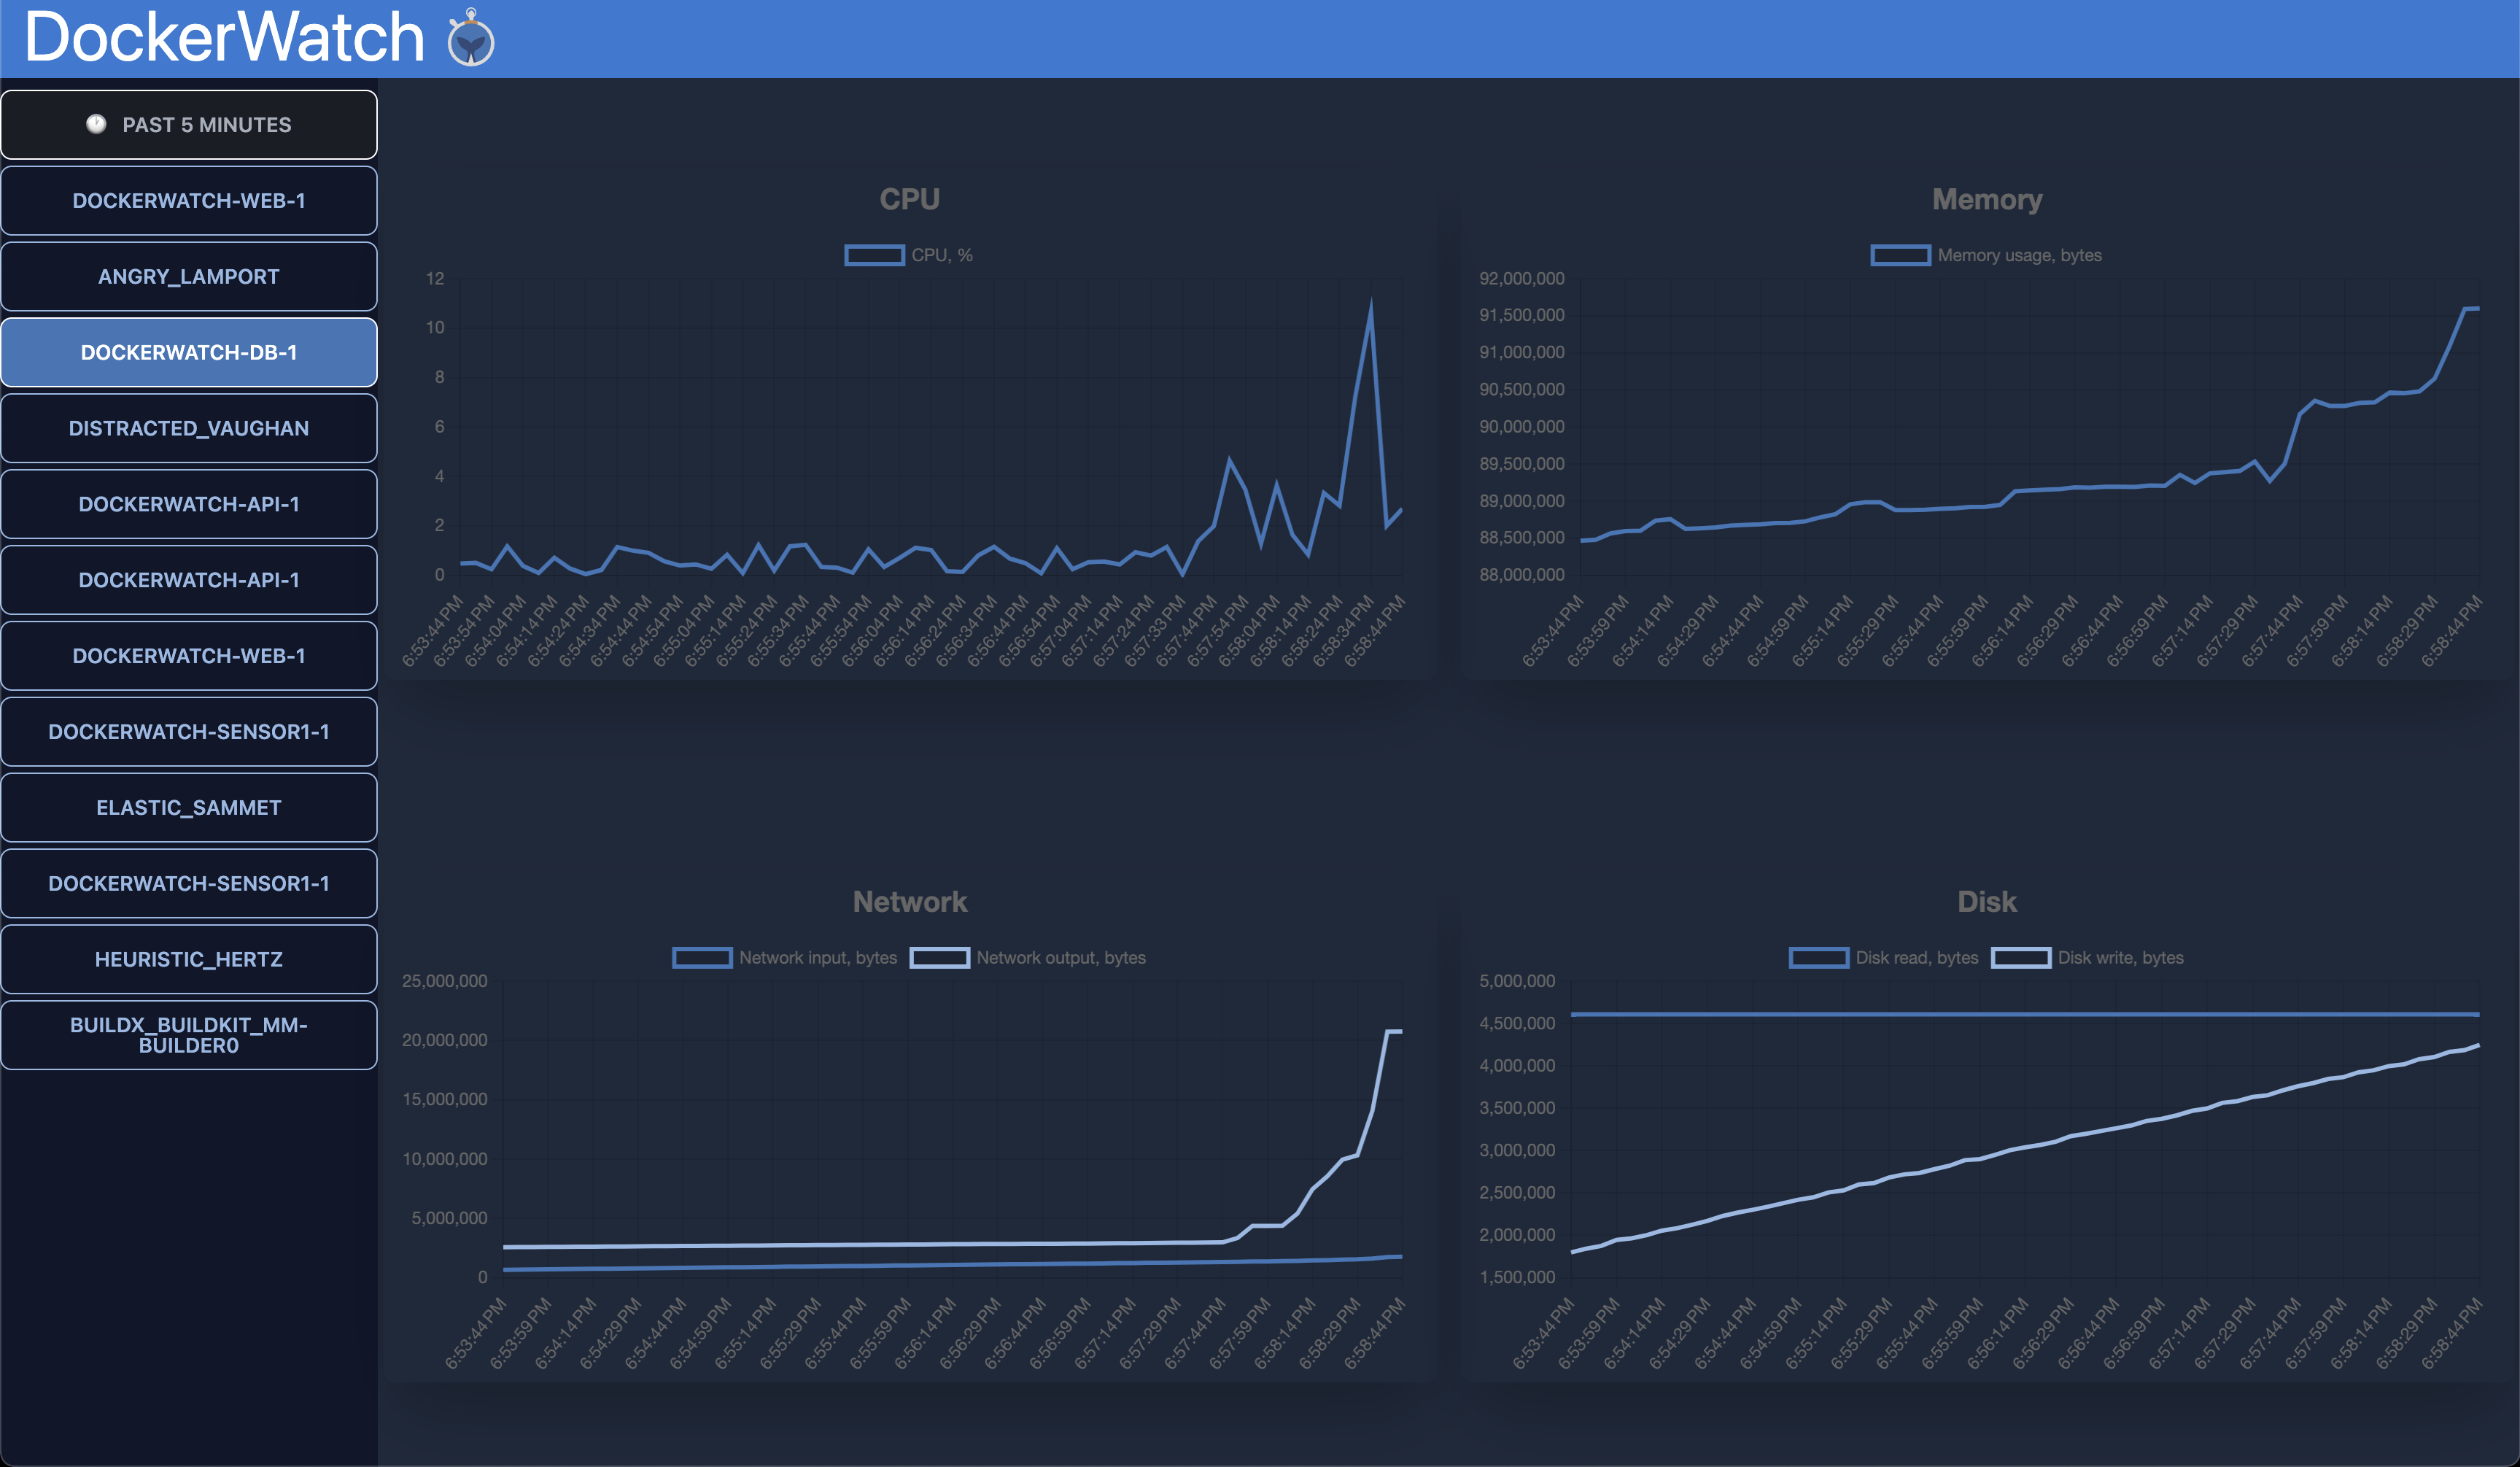 DockerWatch
PAST 5 MINUTES
DOCKERWATCH-WEB-1
ANGRY_LAMPORT
DOCKERWATCH-DB-1
DISTRACTED_VAUGHAN
DOCKERWATCH-API-1
DOCKERWATCH-API-1
DOCKERWATCH-WEB-1
DOCKERWATCH-SENSOR1-1
ELASTIC_SAMMET
DOCKERWATCH-SENSOR1-1
HEURISTIC_HERTZ
BUILDX_BUILDKIT_MM-
BUILDER0
CPU
CPU, %
12
10
8
6
4
2
0
6:53:44 PM
6:53:54 PM
6:54:04 PM
6:54:14 PM
6:54:24 PM
6:54:34 PM
6:54:44 PM
6:54:54 PM
6:55:04 PM
6:55:14 PM
6:55:24 PM
6:55:34 PM
6:55:44 PM
6:55:54 PM
6:56:04 PM
6:56:14 PM
6:56:24 PM
6:56:34 PM
6:56:44 PM
6:56:54 PM
6:57:04 PM
6:57:14 PM
6:57:24 PM
6:57:33 PM
6:57:44 PM
6:57:54 PM
6:58:04 PM
6:58:14 PM
6:58:24 PM
6:58:34 PM
6:58:44 PM
Memory
Memory usage, bytes
92,000,000
91,500,000
91,000,000
90,500,000
90,000,000
89,500,000
89,000,000
88,500,000
88,000,000
6:53:44 PM
6:53:59 PM
6:54:14 PM
6:54:29 PM
6:54:44 PM
6:54:59 PM
6:55:14 PM
6:55:29 PM
6:55:44 PM
6:55:59 PM
6:56:14 PM
6:56:29 PM
6:56:44 PM
6:56:59 PM
6:57:14 PM
6:57:29 PM
6:57:44 PM
6:57:59 PM
6:58:14 PM
6:58:29 PM
6:58:44 PM
Network
Network input, bytes Network output, bytes
25,000,000
20,000,000
15,000,000
10,000,000
5,000,000
0
6:53:44 PM
6:53:59 PM
6:54:14 PM
6:54:29 PM
6:54:44 PM
6:54:59 PM
6:55:14 PM
6:55:29 PM
6:55:44 PM
6:55:59 PM
6:56:14 PM
6:56:29 PM
6:56:44 PM
6:56:59 PM
6:57:14 PM
6:57:29 PM
6:57:44 PM
6:57:59 PM
6:58:14 PM
6:58:29 PM
6:58:44 PM
Disk
Disk read, bytes Disk write, bytes
5,000,000
4,500,000
4,000,000
3,500,000
3,000,000
2,500,000
2,000,000
1,500,000
6:53:44 PM
6:53:59 PM
6:54:14 PM
6:54:29 PM
6:54:44 PM
6:54:59 PM
6:55:14 PM
6:55:29 PM
6:55:44 PM
6:55:59 PM
6:56:14 PM
6:56:29 PM
6:56:44 PM
6:56:59 PM
6:57:14 PM
6:57:29 PM
6:57:44 PM
6:57:59 PM
6:58:14 PM
6:58:29 PM
6:58:44 PM